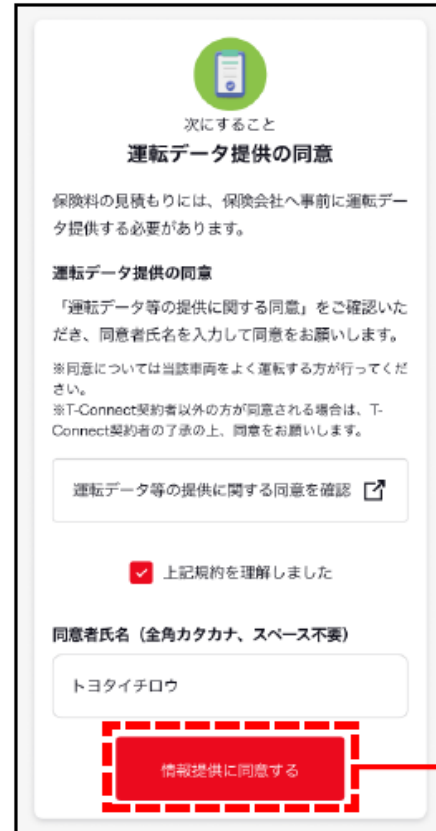 次にすること
運転データ提供の同意
保険料の見積もりには、保険会社へ事前に運転デー
タ提供する必要があります。
運転データ提供の同意
「運転データ等の提供に関する同意」をご確認いた
だき、同意者氏名を入力して同意をお願いします。
※同意については当該車両をよく運転する方が行ってくだ
さい。
※T-Connect契約者以外の方が同意される場合は、T-
Connect契約者の了承の上、同意をお願いします。
運転データ等の提供に関する同意を確認
上記規約を理解しました
同意者氏名（全角カタカナ、スペース不要）
トヨタイチロウ
情報提供に同意する